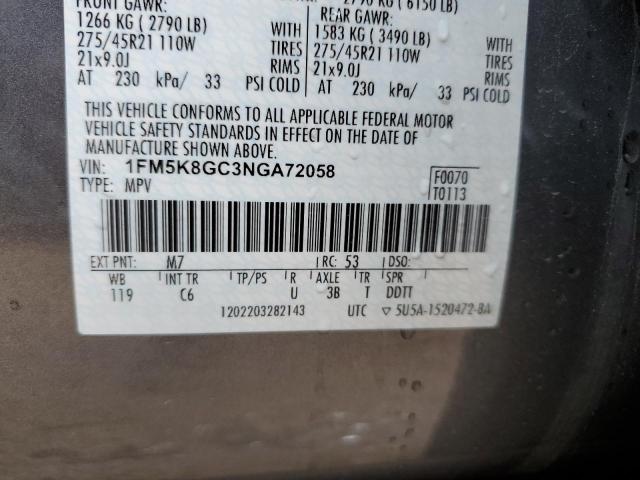 FRONT GAWR:
1266 KG ( 2790 LB) WITH
275/45R21 110W TIRES
21x9.0J RIMS
AT 230 kPa/ 33 PSI COLD
2790 KG ( 6150 LB)
REAR GAWR:
1583 KG ( 3490 LB) WITH
275/45R21 110W TIRES
21x9.0J RIMS
AT 230 kPa/ 33 PSI COLD
THIS VEHICLE CONFORMS TO ALL APPLICABLE FEDERAL MOTOR
VEHICLE SAFETY STANDARDS IN EFFECT ON THE DATE OF
MANUFACTURE SHOWN ABOVE.
VIN: 1FM5K8GC3NGA72058
TYPE: MPV
F0070
T0113
EXT PNT: M7 RC: 53 DSO:
WB INT TR TP/PS R AXLE TR SPR
119 C6 U 3B T DDTT
1202203282143 UTC ▽ 5U5A-1520472-BA